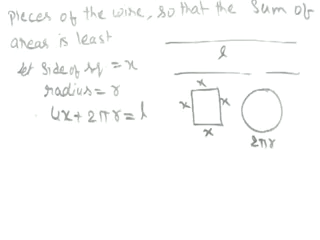 pieces of the wire, so that the sum of
areas is least
l
let side of sq = x
radius = r
4x + 2πr = l
x
x
x
x
2πr